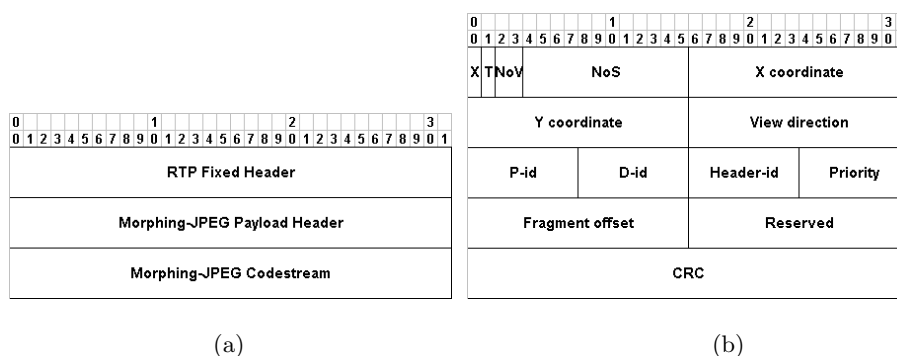 0 1 2 3
0 1 2 3 4 5 6 7 8 9 0 1 2 3 4 5 6 7 8 9 0 1 2 3 4 5 6 7 8 9 0 1
RTP Fixed Header
Morphing-JPEG Payload Header
Morphing-JPEG Codestream
(a)
0 1 2 3
0 1 2 3 4 5 6 7 8 9 0 1 2 3 4 5 6 7 8 9 0 1 2 3 4 5 6 7 8 9 0
X T NoV NoS X coordinate
Y coordinate View direction
P-id D-id Header-id Priority
Fragment offset Reserved
CRC
(b)